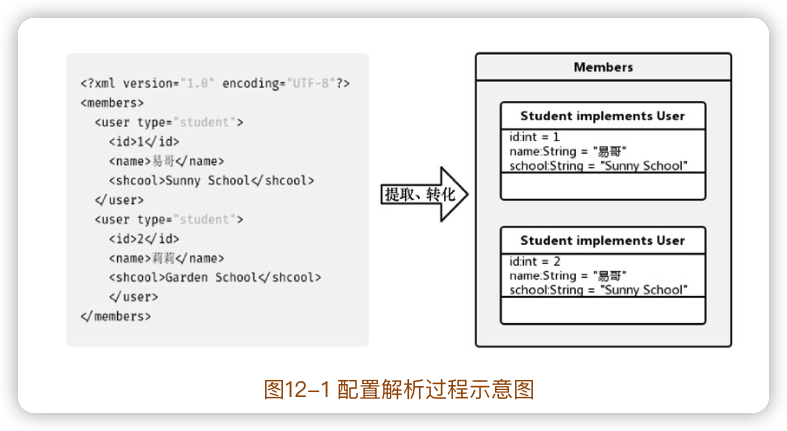 <?xml version="1.0" encoding="UTF-8"?>
<members>
<user type="student">
<id>1</id>
<name>易哥</name>
<shcool>Sunny School</shcool>
</user>
<user type="student">
<id>2</id>
<name>莉莉</name>
<shcool>Garden School</shcool>
</user>
</members>
提取、转化
Members
Student implements User
id:int = 1
name:String = "易哥"
school:String = "Sunny School"
Student implements User
id:int = 2
name:String = "易哥"
school:String = "Sunny School"
图12-1 配置解析过程示意图